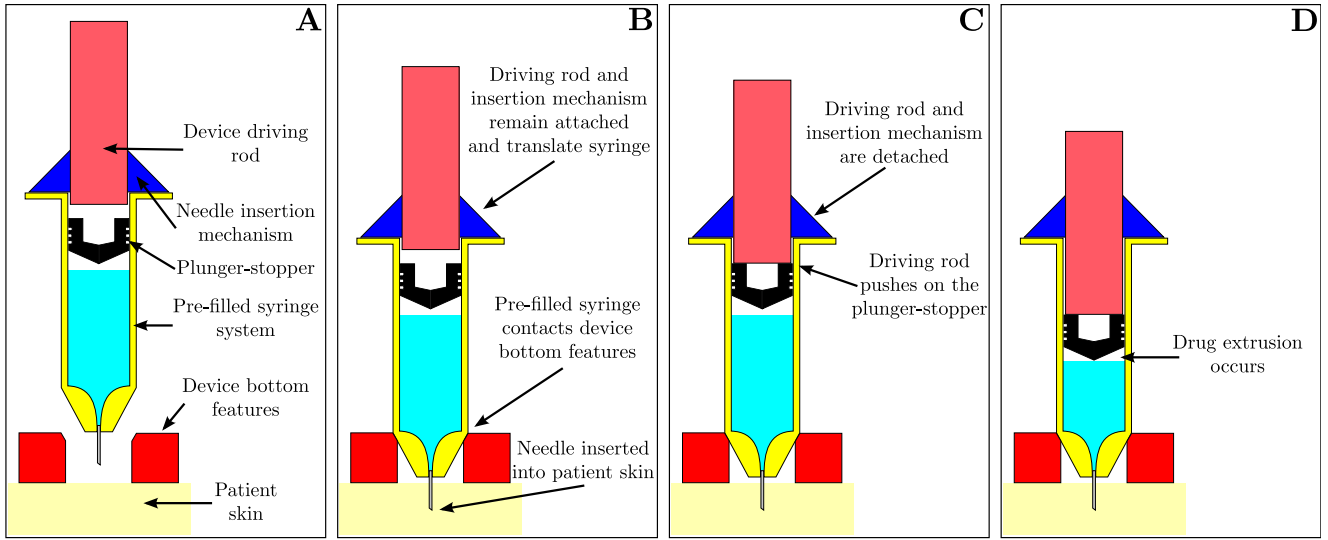 A
Device driving
rod
Needle insertion
mechanism
Plunger-stopper
Pre-filled syringe
system
Device bottom
features
Patient
skin
B
Driving rod and
insertion mechanism
remain attached
and translate syringe
Pre-filled syringe
contacts device
bottom features
Needle inserted
into patient skin
C
Driving rod and
insertion mechanism
are detached
Driving rod
pushes on the
plunger-stopper
D
Drug extrusion
occurs